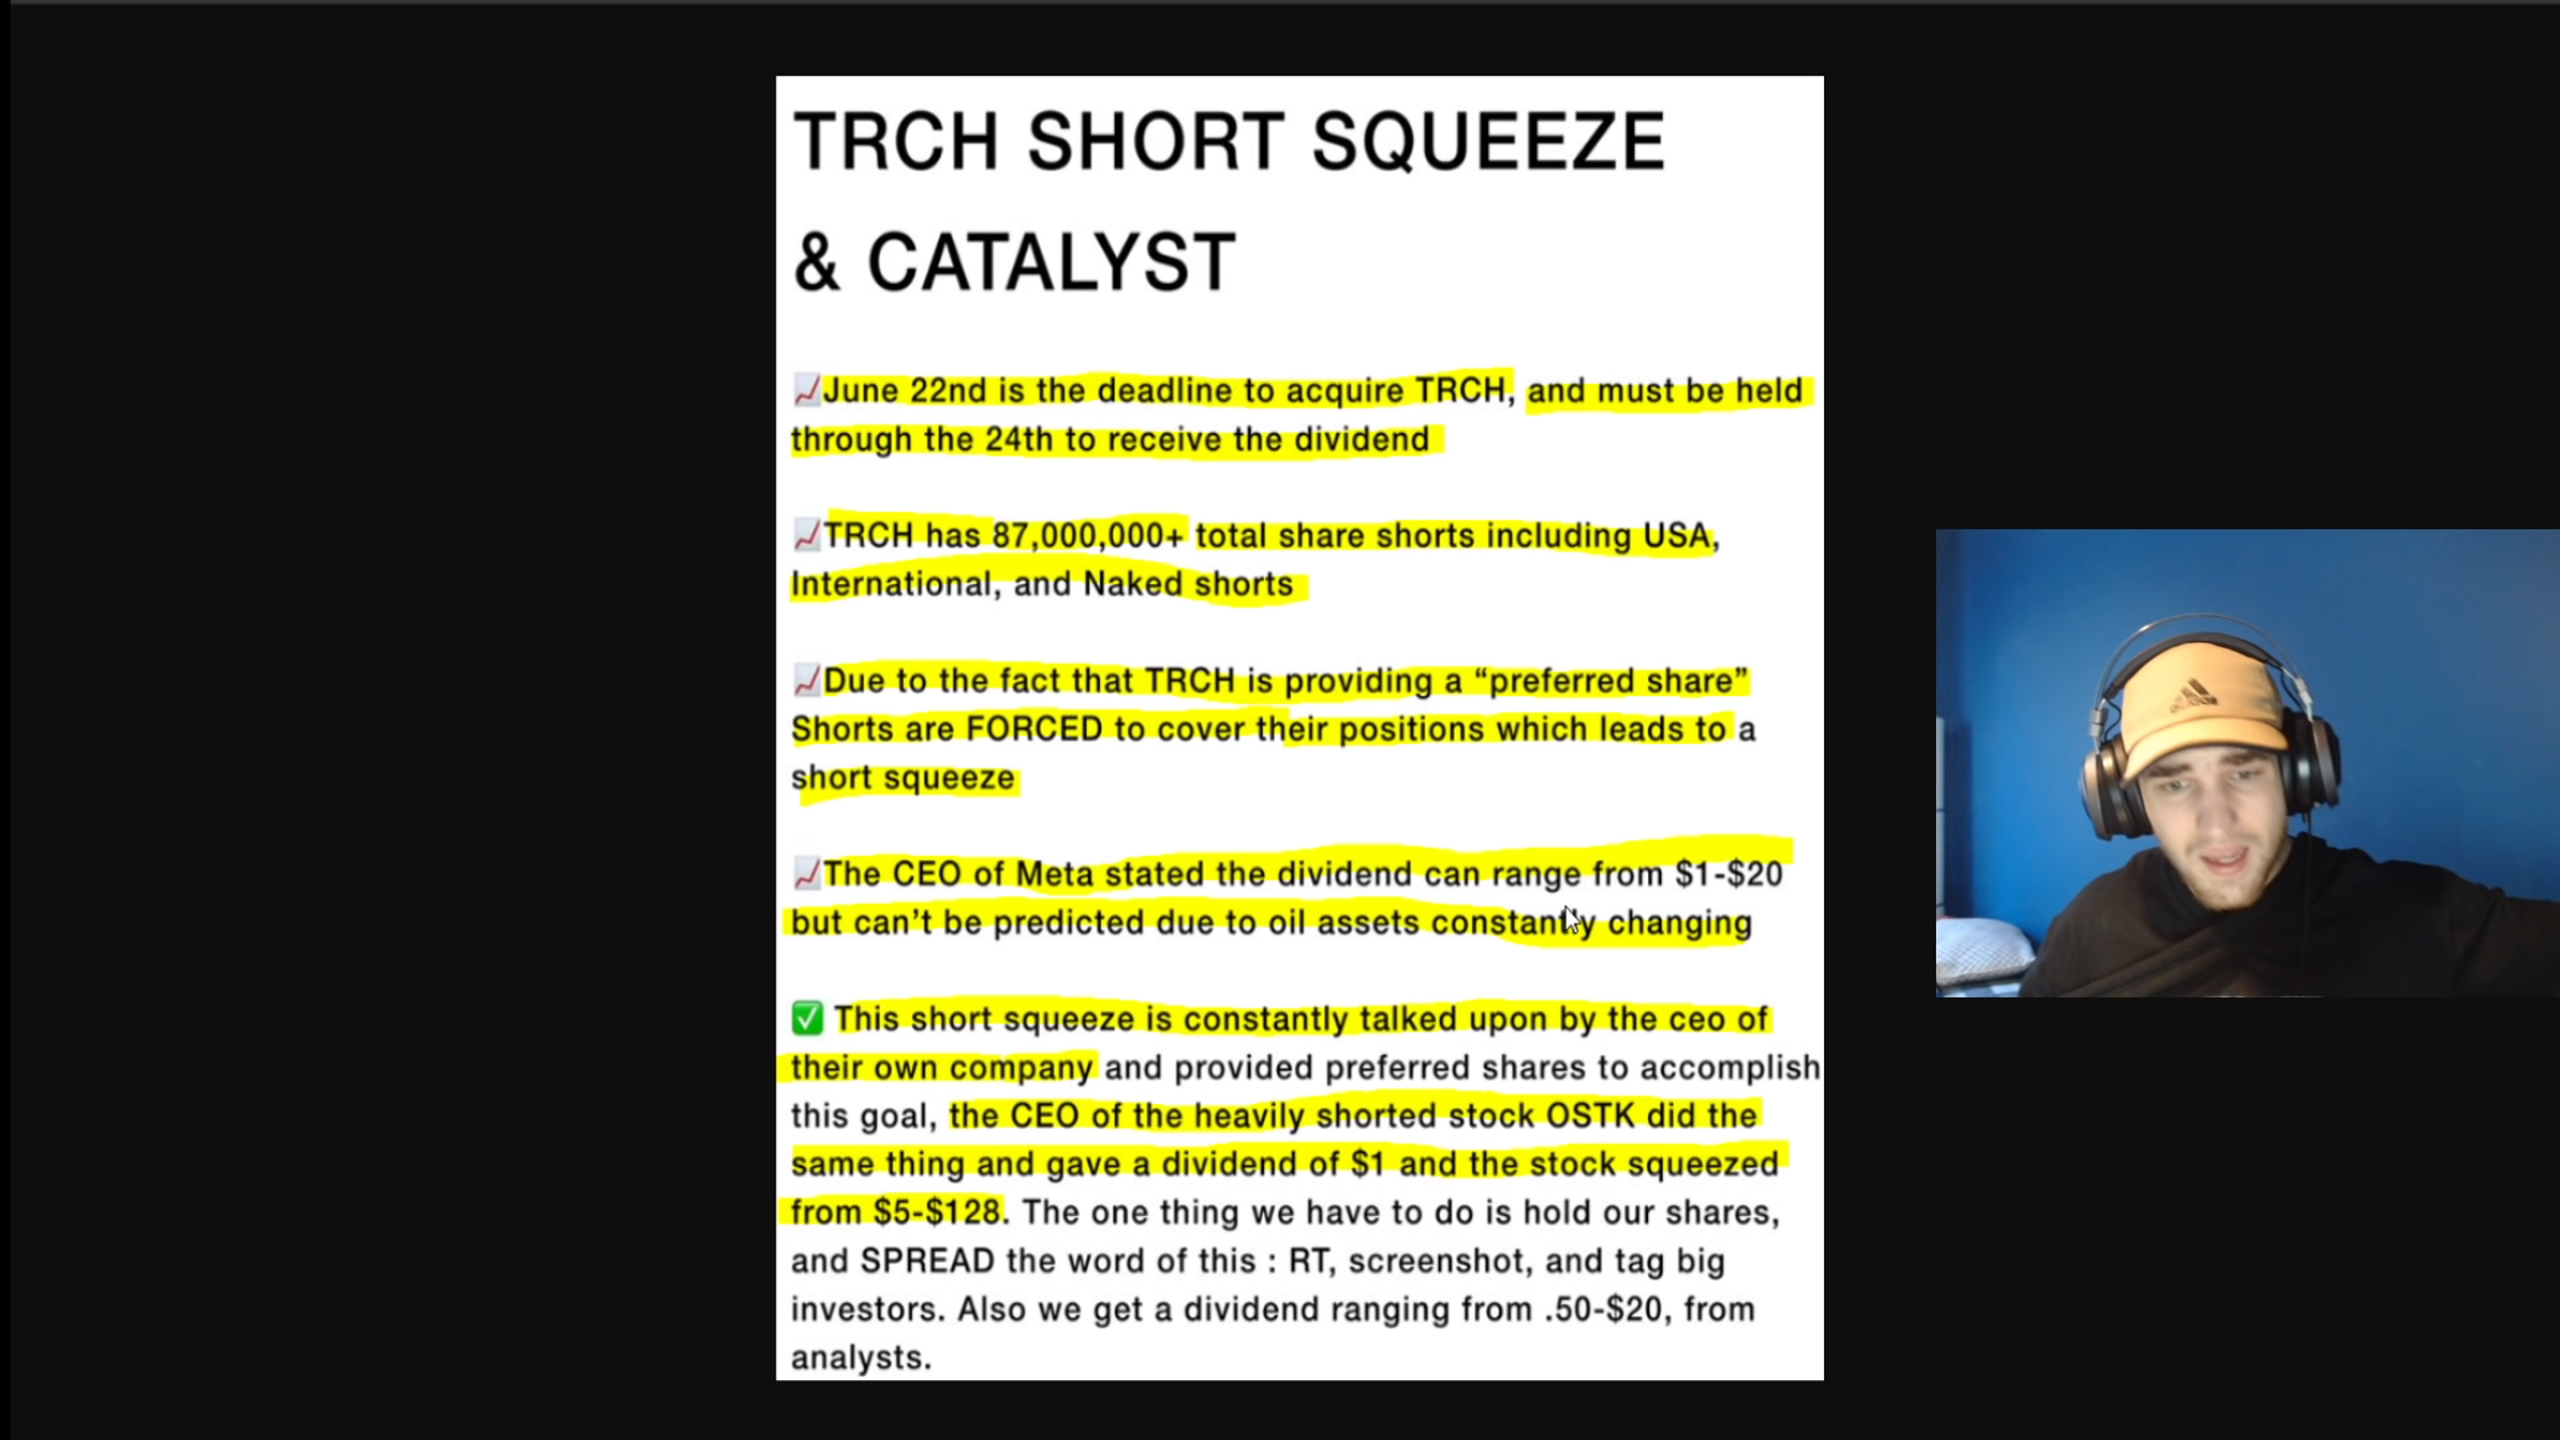 TRCH SHORT SQUEEZE
& CATALYST
📈June 22nd is the deadline to acquire TRCH, and must be held
through the 24th to receive the dividend
📈TRCH has 87,000,000+ total share shorts including USA,
International, and Naked shorts
📈Due to the fact that TRCH is providing a “preferred share”
Shorts are FORCED to cover their positions which leads to a
short squeeze
📈The CEO of Meta stated the dividend can range from $1-$20
but can’t be predicted due to oil assets constantly changing
✅ This short squeeze is constantly talked upon by the ceo of
their own company and provided preferred shares to accomplish
this goal, the CEO of the heavily shorted stock OSTK did the
same thing and gave a dividend of $1 and the stock squeezed
from $5-$128. The one thing we have to do is hold our shares,
and SPREAD the word of this : RT, screenshot, and tag big
investors. Also we get a dividend ranging from .50-$20, from
analysts.